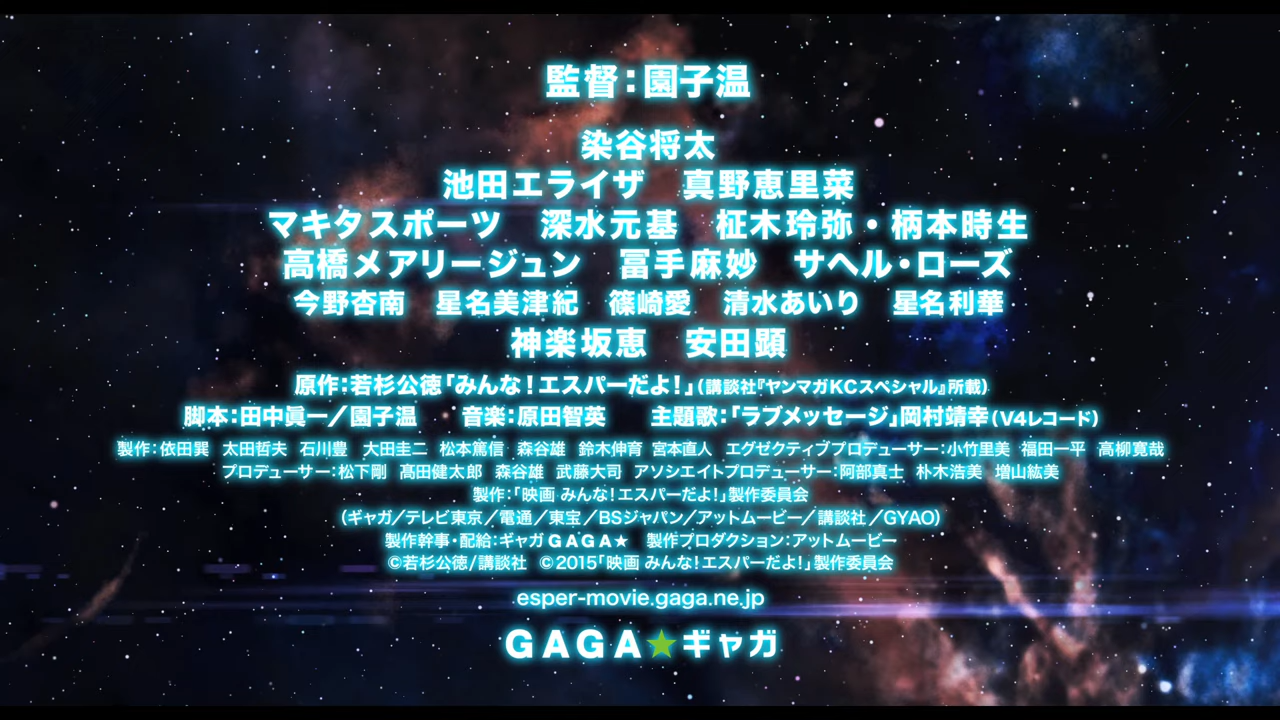 監督：園子温
染谷将太
池田エライザ　真野恵里菜
マキタスポーツ　深水元基　柾木玲弥・柄本時生
高橋メアリージュン　冨手麻妙　サヘル・ローズ
今野杏南　星名美津紀　篠崎愛　清水あいり　星名利華
神楽坂恵　安田顕
原作：若杉公徳「みんな！エスパーだよ！」（講談社『ヤンマガKCスペシャル』所載）
脚本：田中眞一／園子温　音楽：原田智英　主題歌：「ラブメッセージ」岡村靖幸（V4レコード）
製作：依田巽　太田哲夫　石川豊　大田圭二　松本篤信　森谷雄　鈴木伸育　宮本直人　エグゼクティブプロデューサー：小竹里美　福田一平　高柳寛哉
プロデューサー：松下剛　髙田健太郎　森谷雄　武藤大司　アソシエイトプロデューサー：阿部真士　朴木浩美　増山紘美
製作：「映画 みんな！エスパーだよ！」製作委員会
（ギャガ／テレビ東京／電通／東宝／BSジャパン／アットムービー／講談社／GYAO）
製作幹事・配給：ギャガ GAGA★　製作プロダクション：アットムービー
©若杉公徳/講談社　©2015「映画 みんな！エスパーだよ！」製作委員会
esper-movie.gaga.ne.jp
GAGA★ギャガ